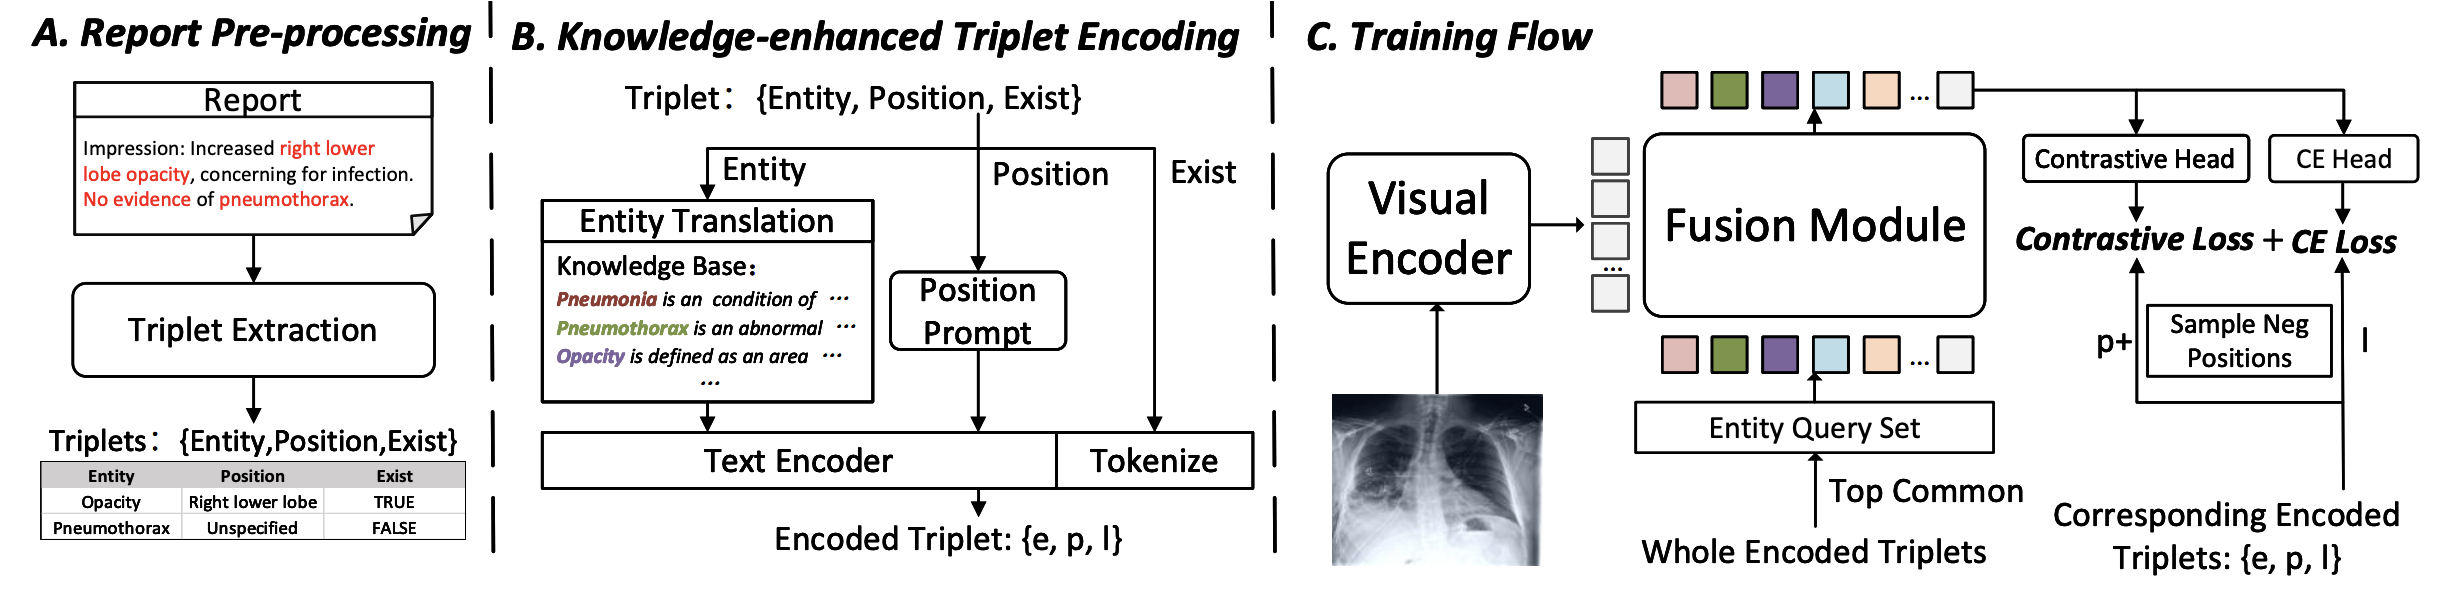 A. Report Pre-processing
Report
Impression: Increased right lower
lobe opacity, concerning for infection.
No evidence of pneumothorax.
Triplet Extraction
Triplets: {Entity,Position,Exist}
Entity Position Exist
Opacity Right lower lobe TRUE
Pneumothorax Unspecified FALSE
B. Knowledge-enhanced Triplet Encoding
Triplet: {Entity, Position, Exist}
Entity
Position
Exist
Entity Translation
Knowledge Base:
Pneumonia is an condition of ...
Pneumothorax is an abnormal ...
Opacity is defined as an area ...
...
Position
Prompt
Text Encoder
Tokenize
Encoded Triplet: {e, p, l}
C. Training Flow
Visual
Encoder
...
...
Fusion Module
...
Entity Query Set
Top Common
Whole Encoded Triplets
Contrastive Head
CE Head
Contrastive Loss + CE Loss
p+
Sample Neg
Positions
l
Corresponding Encoded
Triplets: {e, p, l}